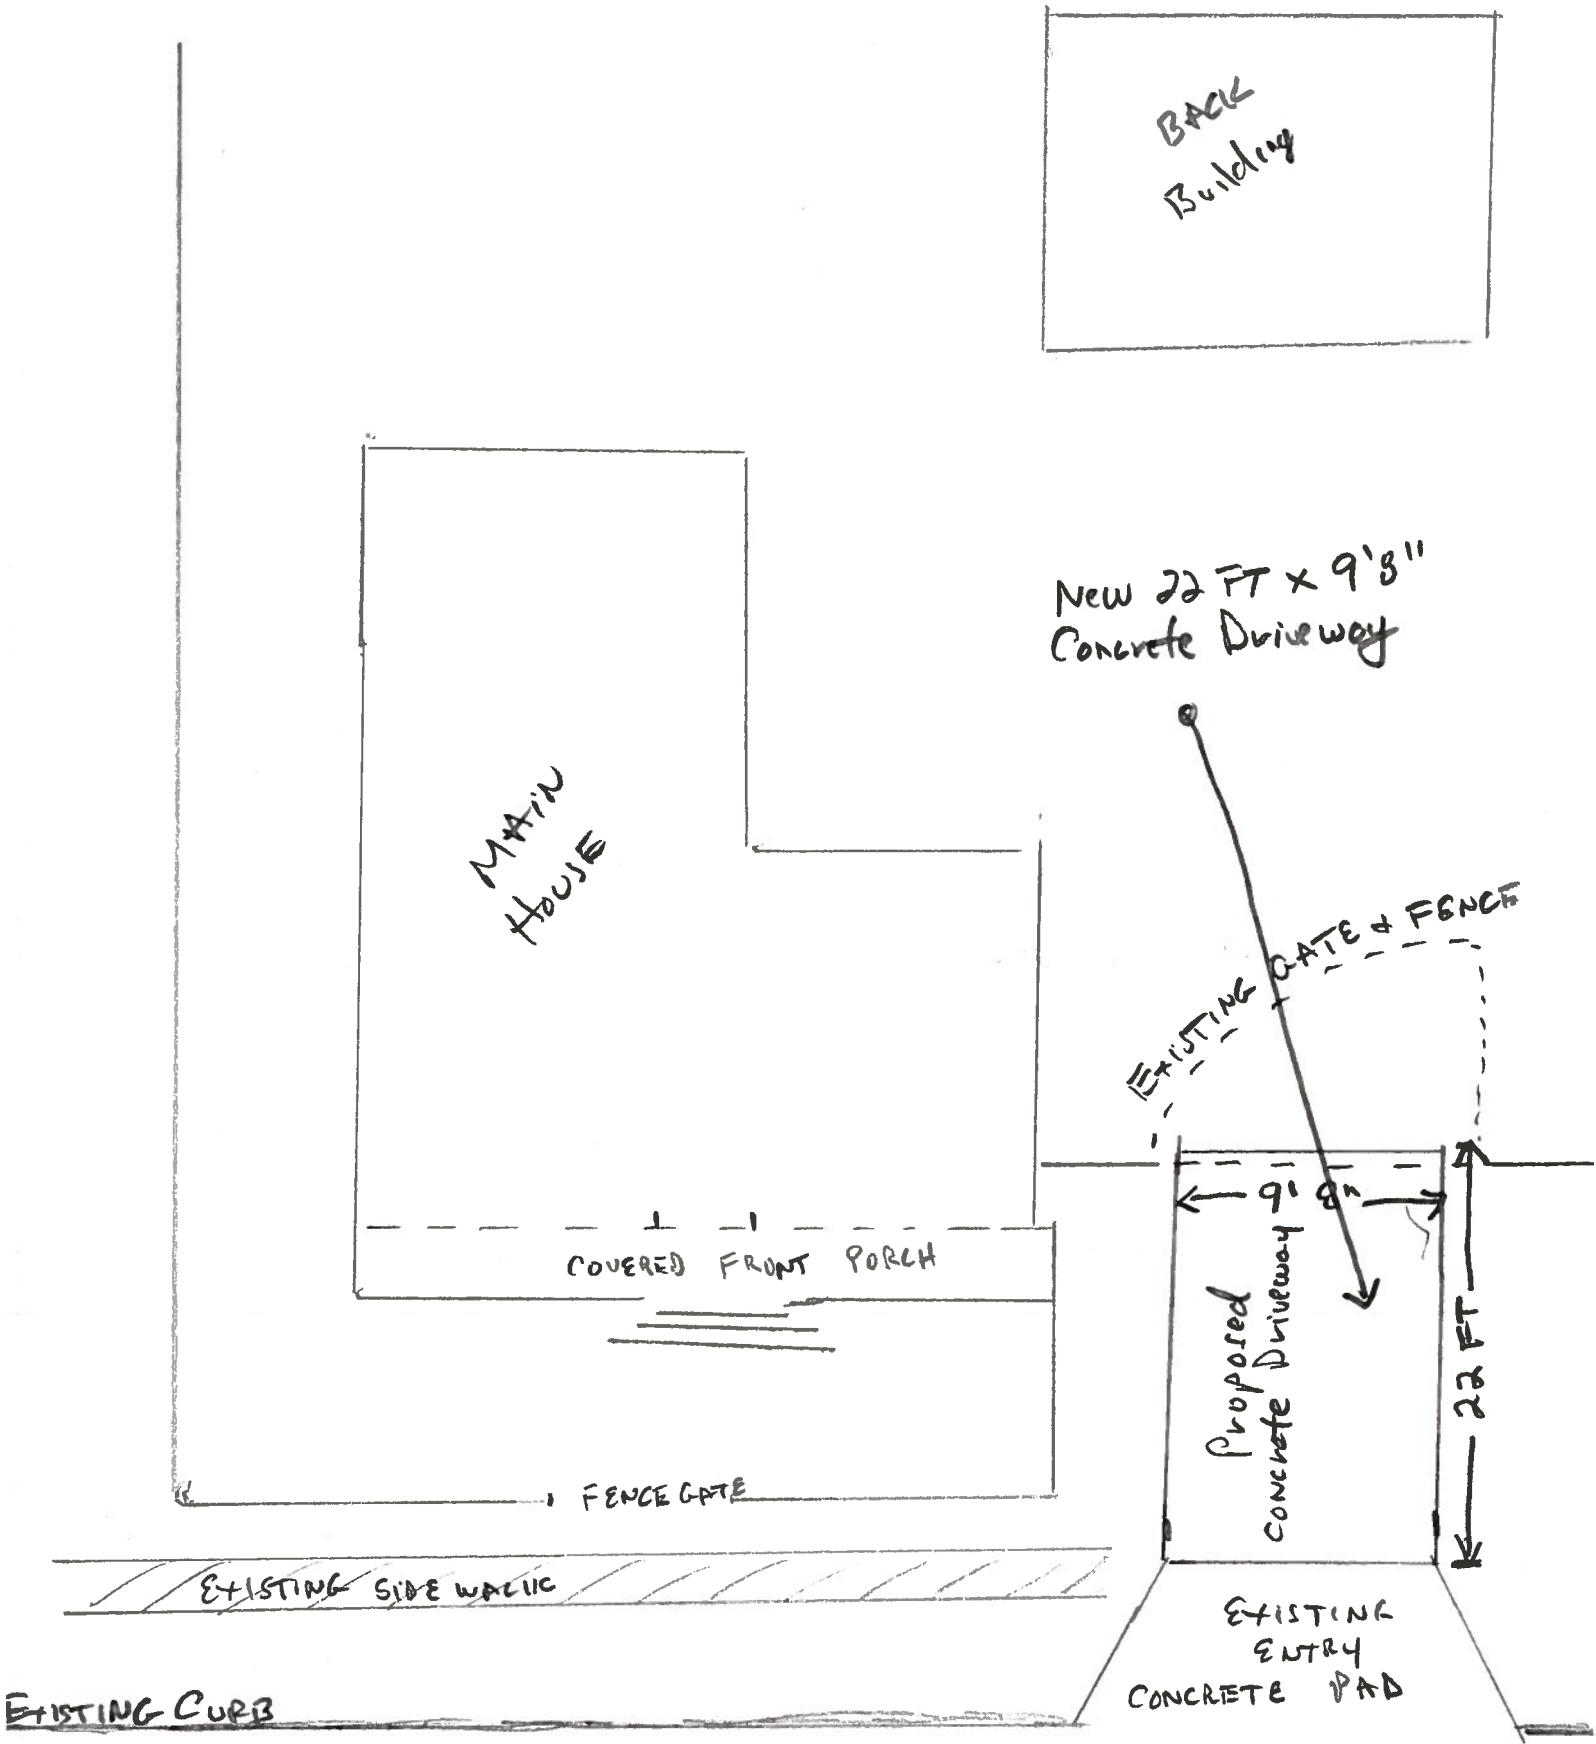 BACK
Building
New 22 FT x 9'8"
Concrete Driveway
MAIN
HOUSE
EXISTING GATE & FENCE
9' 8"
COVERED FRONT PORCH
Proposed
Concrete Driveway
22 FT
FENCE GATE
EXISTING SIDE WALK
EXISTING
ENTRY
CONCRETE PAD
EXISTING CURB